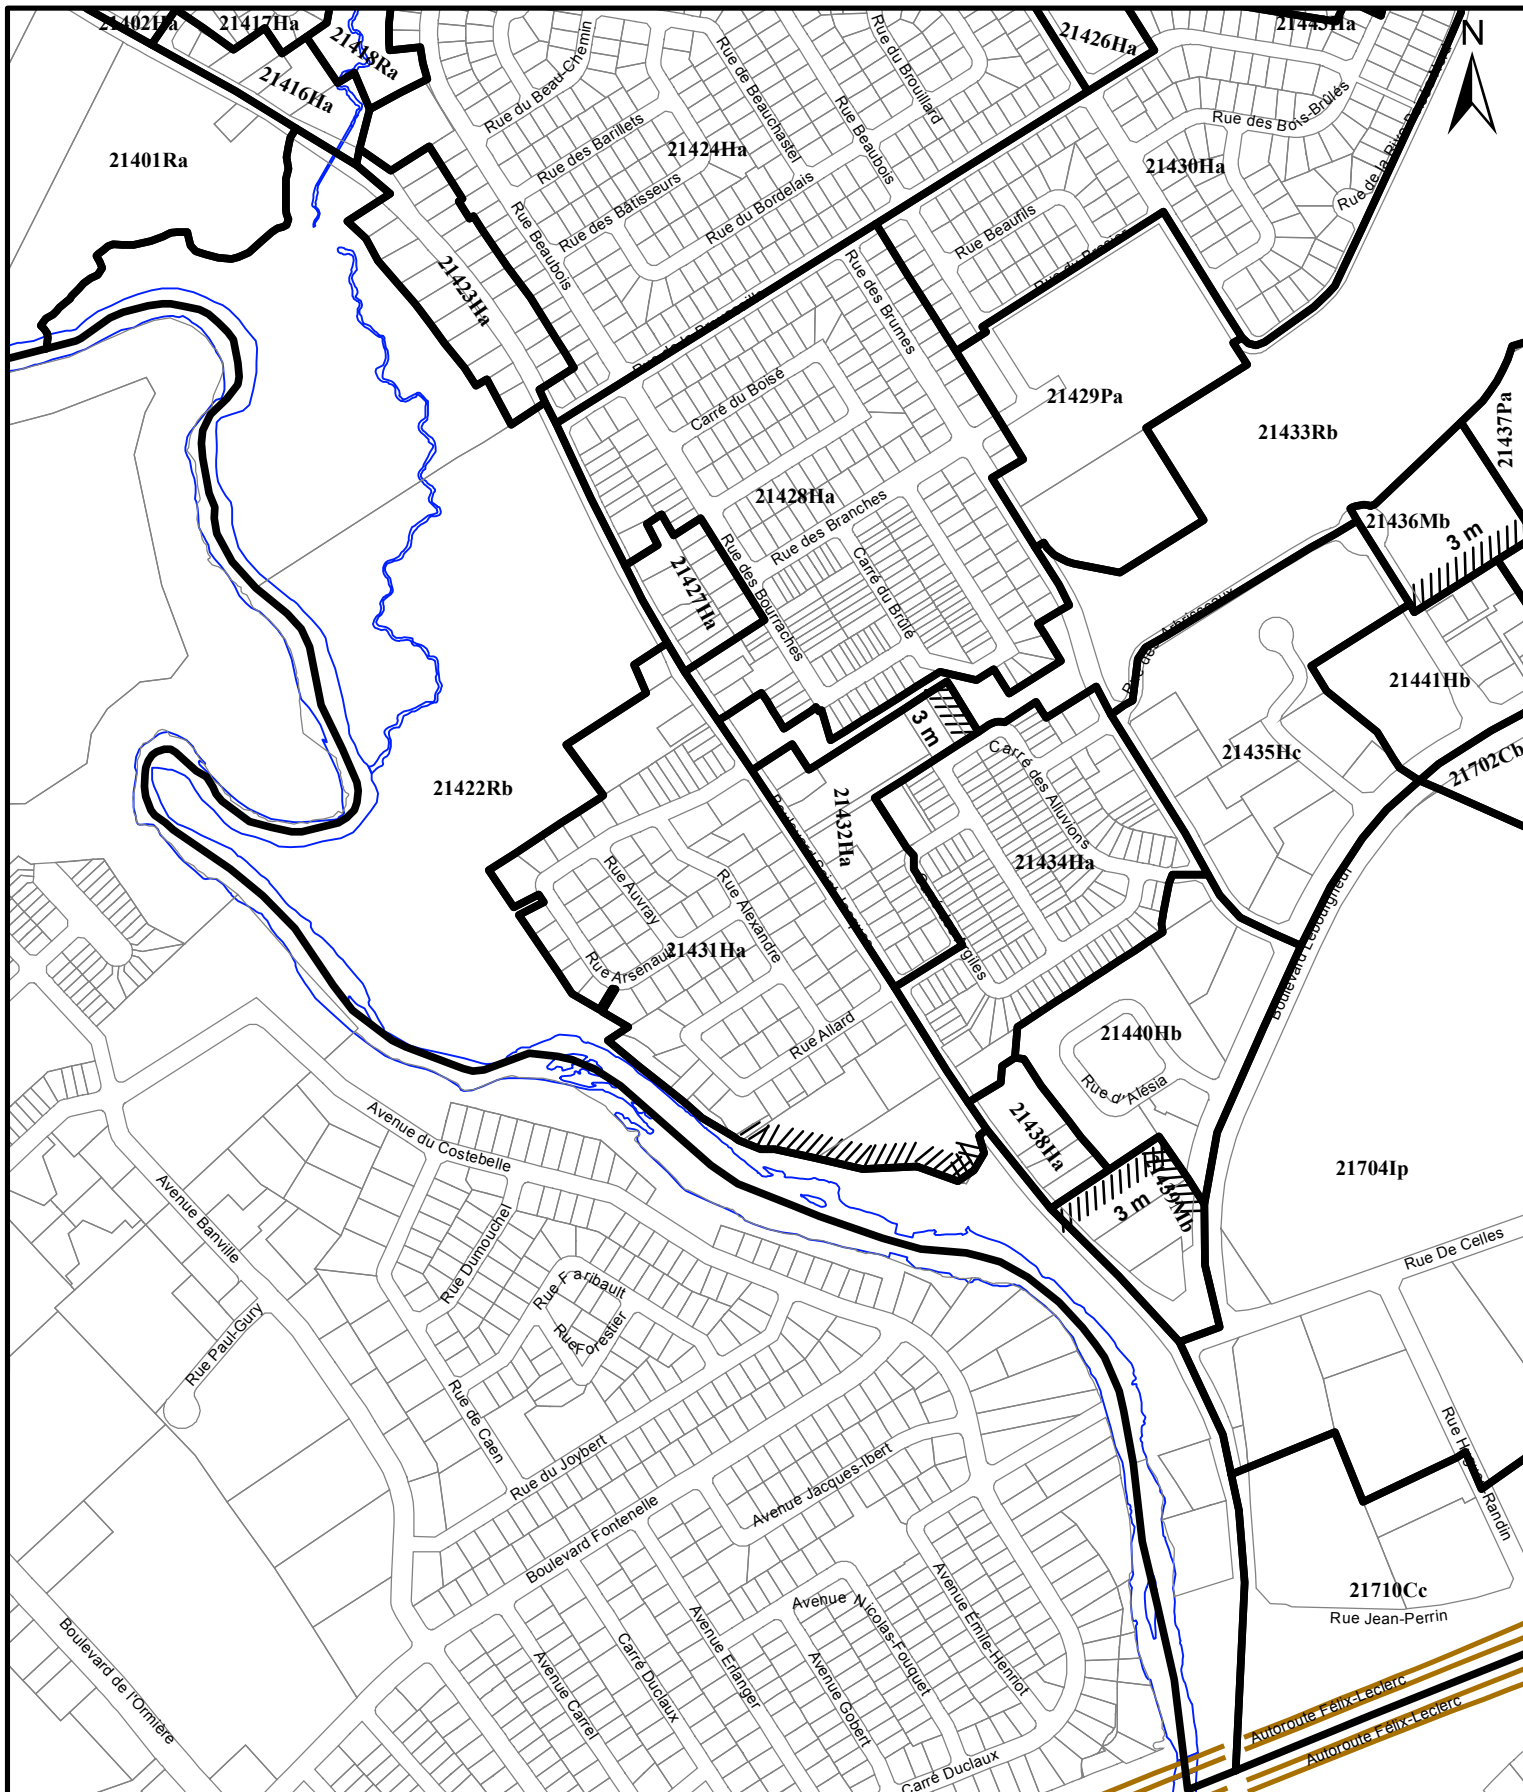 21402Ha
21417Ha
21418Ra
21416Ha
21426Ha
21443Ha
N
Rue du Beau-Chemin
Rue de Beauchastel
Rue du Brouillard
Rue des Barillets
Rue Beaubois
21424Ha
Rue des Bois-Brûlés
21401Ra
21430Ha
Rue des Bâtisseurs
Rue du Bordelais
Rue Beaubois
Rue Beaufils
21423Ha
Rue des Brumes
Carré du Boisé
21429Pa
21433Rb
21437Pa
21428Ha
Rue des Branches
21436Mb
3 m
Rue des Bourraches
Carré du Brûlé
21427Ha
21441Hb
3 m
21435Hc
21702Cb
Carré des Alluvions
21422Rb
21432Ha
21434Ha
Rue Auvray
Rue Alexandre
Rue Arsenault
21431Ha
Boulevard Lebourgneuf
Rue Allard
21440Hb
Rue d'Alésia
21438Ha
Avenue du Costebelle
21704Ip
3 m
Avenue Banville
Rue Dumouchel
Rue De Celles
Rue Faribault
Rue Forestier
Rue Paul-Gury
Rue de Caen
Rue du Joybert
Avenue Jacques-Ibert
Boulevard Fontenelle
Avenue Émile-Henriot
21710Cc
Rue Jean-Perrin
Avenue Nicolas-Fouquet
Avenue Erlanger
Avenue Gobert
Carré Duclaux
Avenue Carrel
Boulevard de l'Ormière
Autoroute Félix-Leclerc
Autoroute Félix-Leclerc
Carré Duclaux